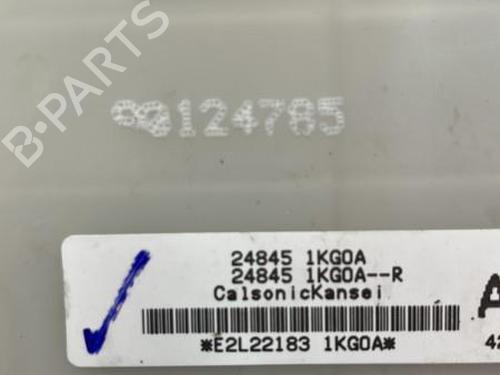 124785
24845 1KG0A
24845 1KG0A--R
CalsonicKansei
*E2L22183 1KG0A*
A
42
B-PARTS